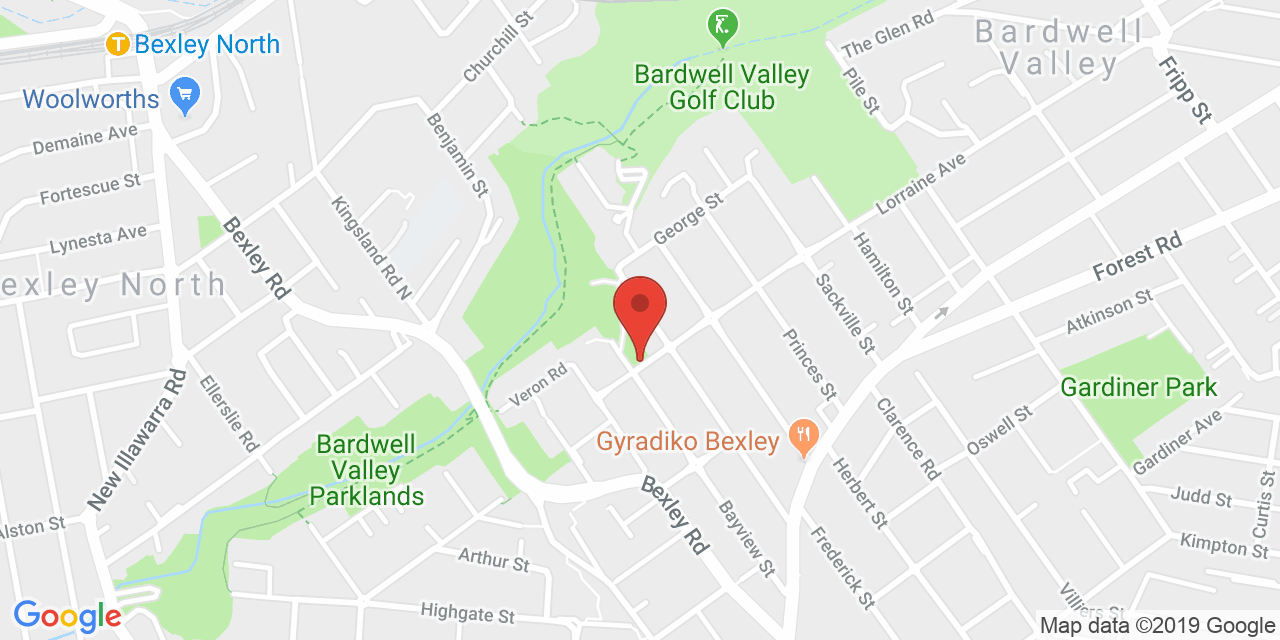 Churchill St
The Glen Rd
Bardwell
Valley
Bexley North
Bardwell Valley
Golf Club
Pile St
Fripp St
Woolworths
Demaine Ave
Benjamin St
Fortescue St
Lorraine Ave
Kingsland Rd N
George St
Lynesta Ave
Bexley Rd
Hamilton St
Forest Rd
exley North
Sackville St
Atkinson St
Princes St
Ellerslie Rd
New Illawarra Rd
Veron Rd
Gardiner Park
Clarence Rd
Oswell St
Gardiner Ave
Bardwell
Valley
Parklands
Gyradiko Bexley
Herbert St
Bexley Rd
Bayview St
Judd St
Curtis St
Alston St
Frederick St
Kimpton St
Arthur St
Highgate St
Villiers St
Google
Map data ©2019 Google